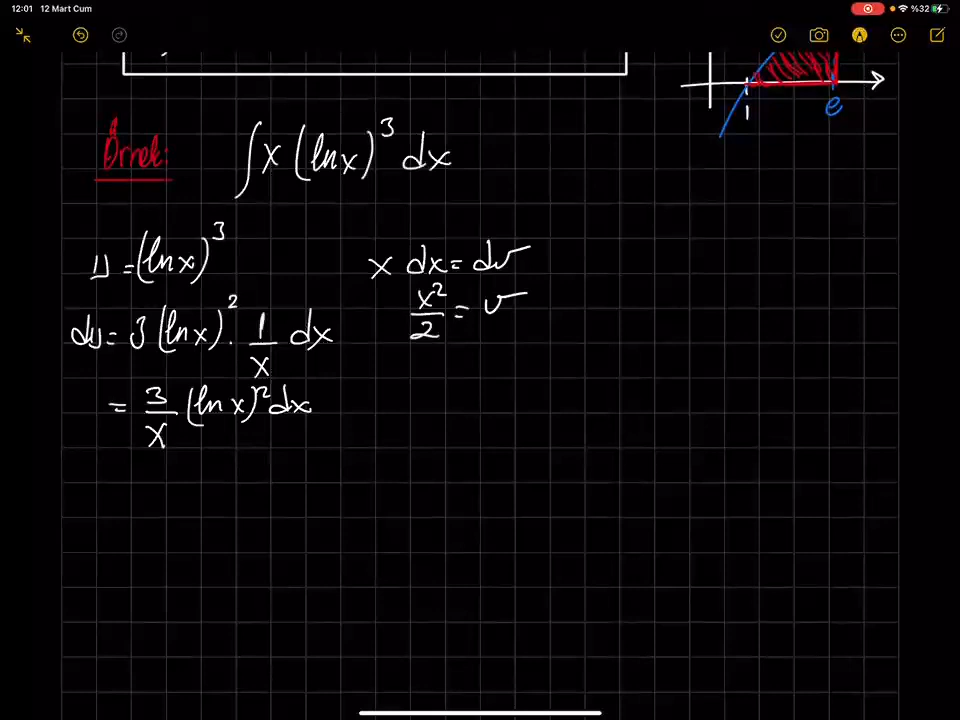 12:01 12 Mart Cum %32
1 e
Örnek: ∫ x (lnx)³ dx
u = (lnx)³ x dx = dv
du = 3 (lnx)² . 1/x dx x²/2 = v
= 3/x (lnx)² dx